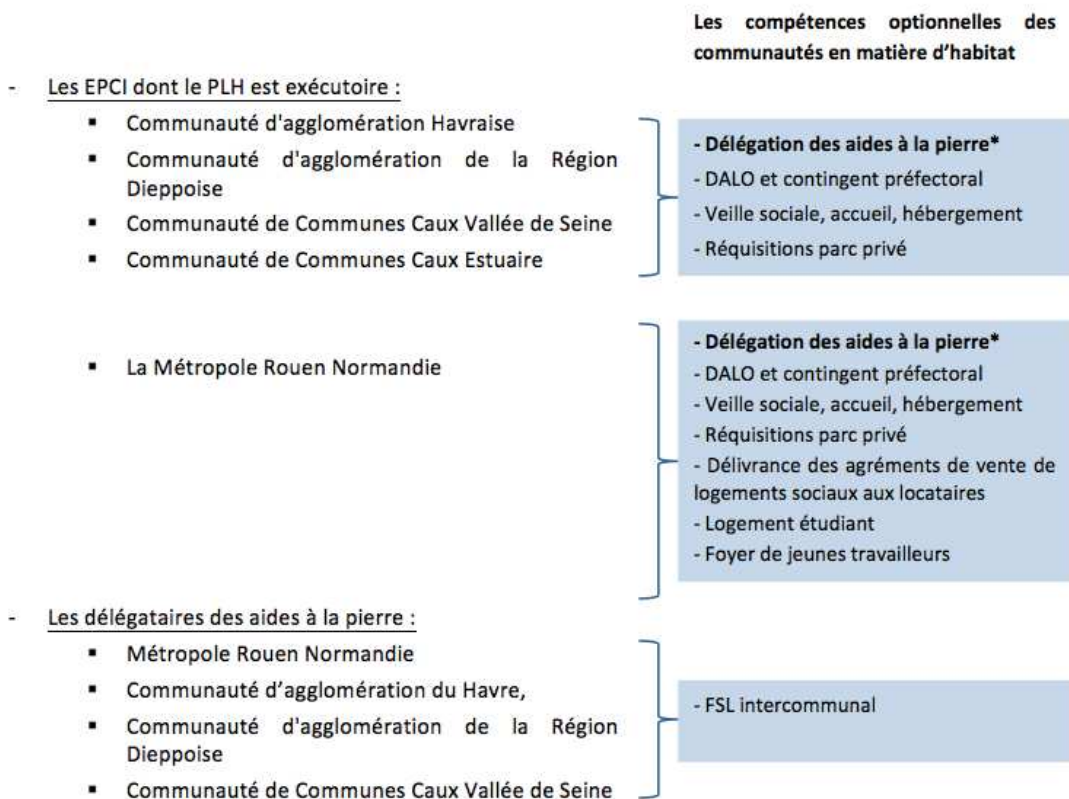 Les compétences optionnelles des
communautés en matière d'habitat
- Les EPCI dont le PLH est exécutoire :
▪ Communauté d'agglomération Havraise
▪ Communauté d'agglomération de la Région
Dieppoise
▪ Communauté de Communes Caux Vallée de Seine
▪ Communauté de Communes Caux Estuaire
- Délégation des aides à la pierre*
- DALO et contingent préfectoral
- Veille sociale, accueil, hébergement
- Réquisitions parc privé
▪ La Métropole Rouen Normandie
- Délégation des aides à la pierre*
- DALO et contingent préfectoral
- Veille sociale, accueil, hébergement
- Réquisitions parc privé
- Délivrance des agréments de vente de
logements sociaux aux locataires
- Logement étudiant
- Foyer de jeunes travailleurs
- Les délégataires des aides à la pierre :
▪ Métropole Rouen Normandie
▪ Communauté d'agglomération du Havre,
▪ Communauté d'agglomération de la Région
Dieppoise
▪ Communauté de Communes Caux Vallée de Seine
- FSL intercommunal